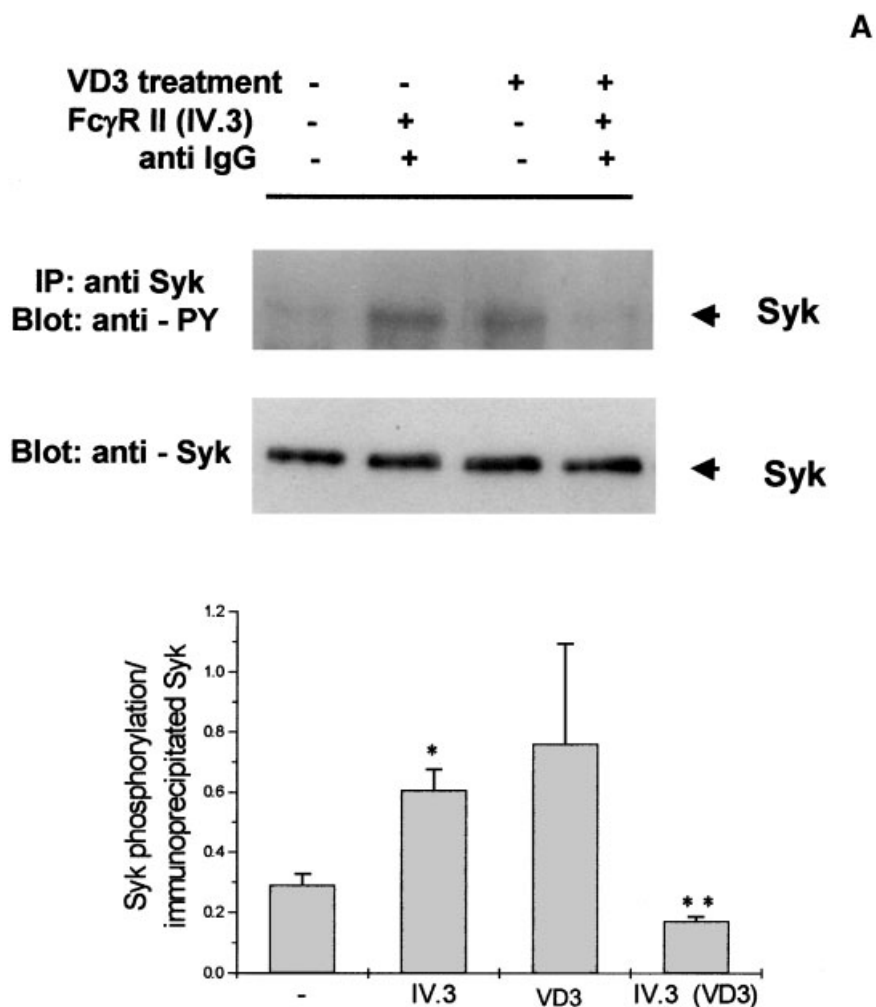 A
VD3 treatment - - + +
FcγR II (IV.3) - + - +
anti IgG - + - +
IP: anti Syk
Blot: anti - PY
Syk
Blot: anti - Syk
Syk
Syk phosphorylation/
immunoprecipitated Syk
1.2
1.0
0.8
0.6
0.4
0.2
0.0
*
* *
- IV.3 VD3 IV.3 (VD3)